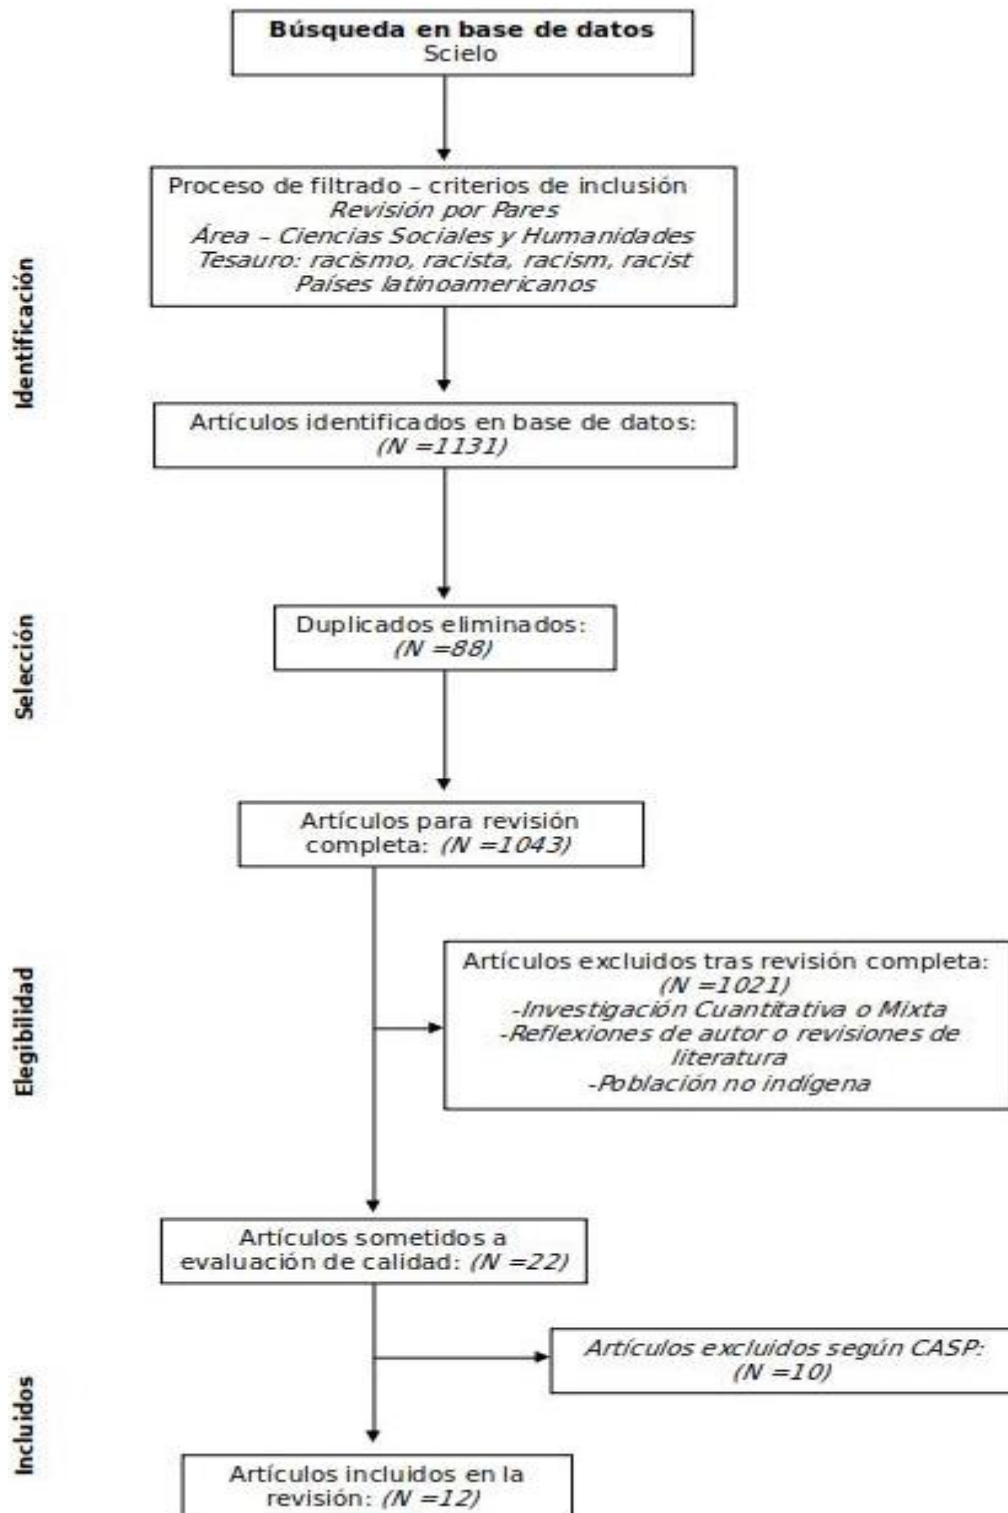 Búsqueda en base de datos
Scielo
Proceso de filtrado – criterios de inclusión
Revisión por Pares
Área – Ciencias Sociales y Humanidades
Tesauro: racismo, racista, racism, racist
Países latinoamericanos
Identificación
Artículos identificados en base de datos:
(N =1131)
Selección
Duplicados eliminados:
(N =88)
Artículos para revisión
completa: (N =1043)
Elegibilidad
Artículos excluidos tras revisión completa:
(N =1021)
-Investigación Cuantitativa o Mixta
-Reflexiones de autor o revisiones de
literatura
-Población no indígena
Artículos sometidos a
evaluación de calidad: (N =22)
Incluidos
Artículos excluidos según CASP:
(N =10)
Artículos incluidos en la
revisión: (N =12)